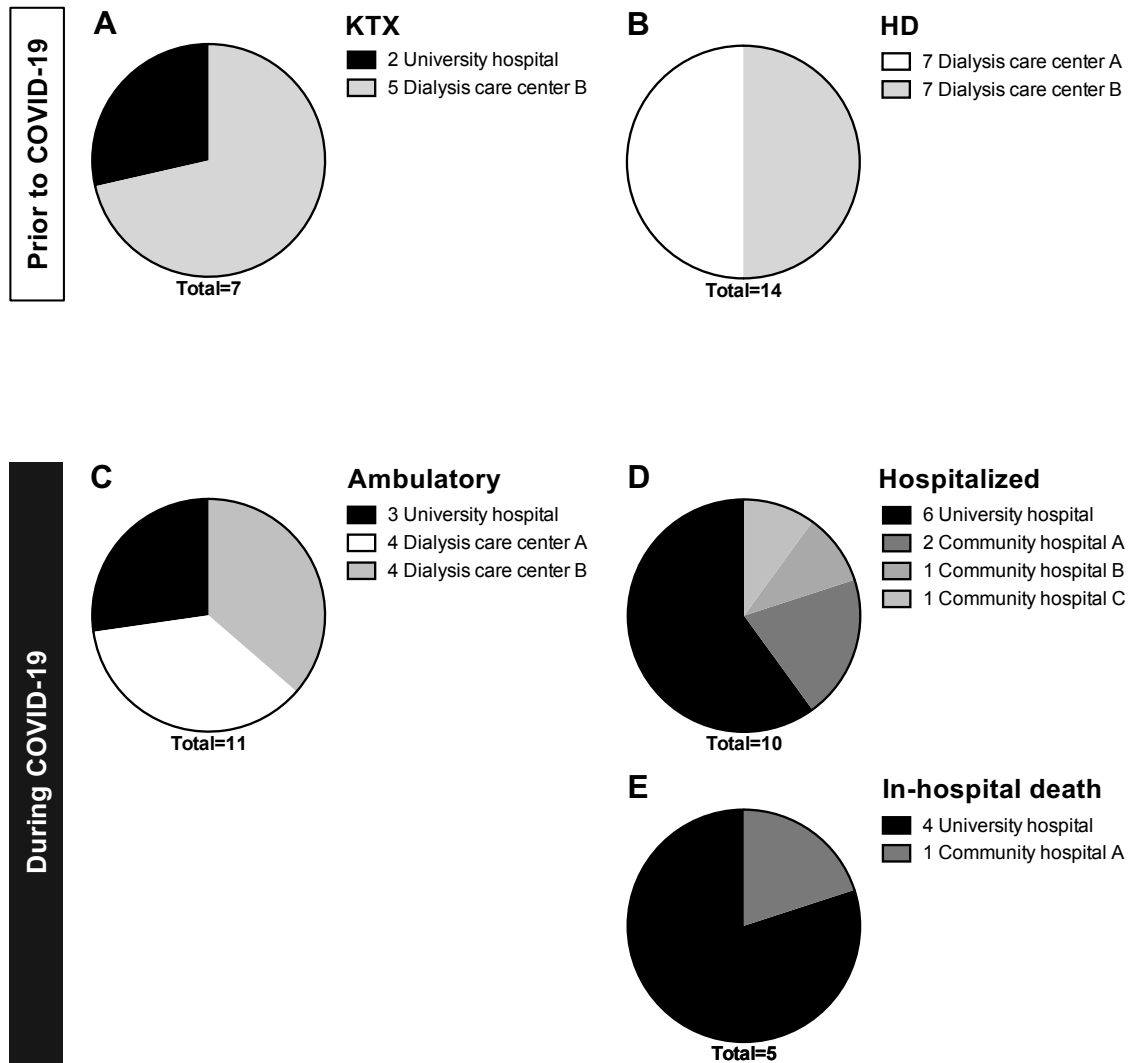 Prior to COVID-19
A
KTX
2 University hospital
5 Dialysis care center B
Total=7
B
HD
7 Dialysis care center A
7 Dialysis care center B
Total=14
During COVID-19
C
Ambulatory
3 University hospital
4 Dialysis care center A
4 Dialysis care center B
Total=11
D
Hospitalized
6 University hospital
2 Community hospital A
1 Community hospital B
1 Community hospital C
Total=10
E
In-hospital death
4 University hospital
1 Community hospital A
Total=5